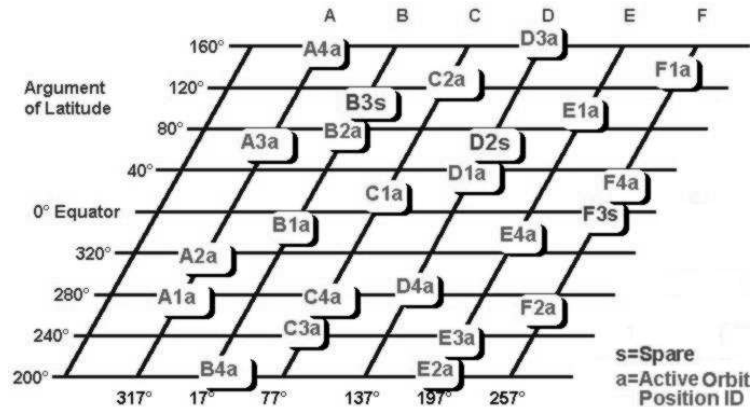 A B C D E F
160°
A4a
D3a
Argument
of Latitude
120°
C2a
F1a
B3s
E1a
80°
A3a
B2a
D2s
40°
D1a
F4a
0° Equator
C1a
F3s
B1a
E4a
320°
A2a
280°
A1a
C4a
D4a
F2a
240°
C3a
E3a
s=Spare
200°
B4a
E2a
a=Active Orbit
Position ID
317° 17° 77° 137° 197° 257°